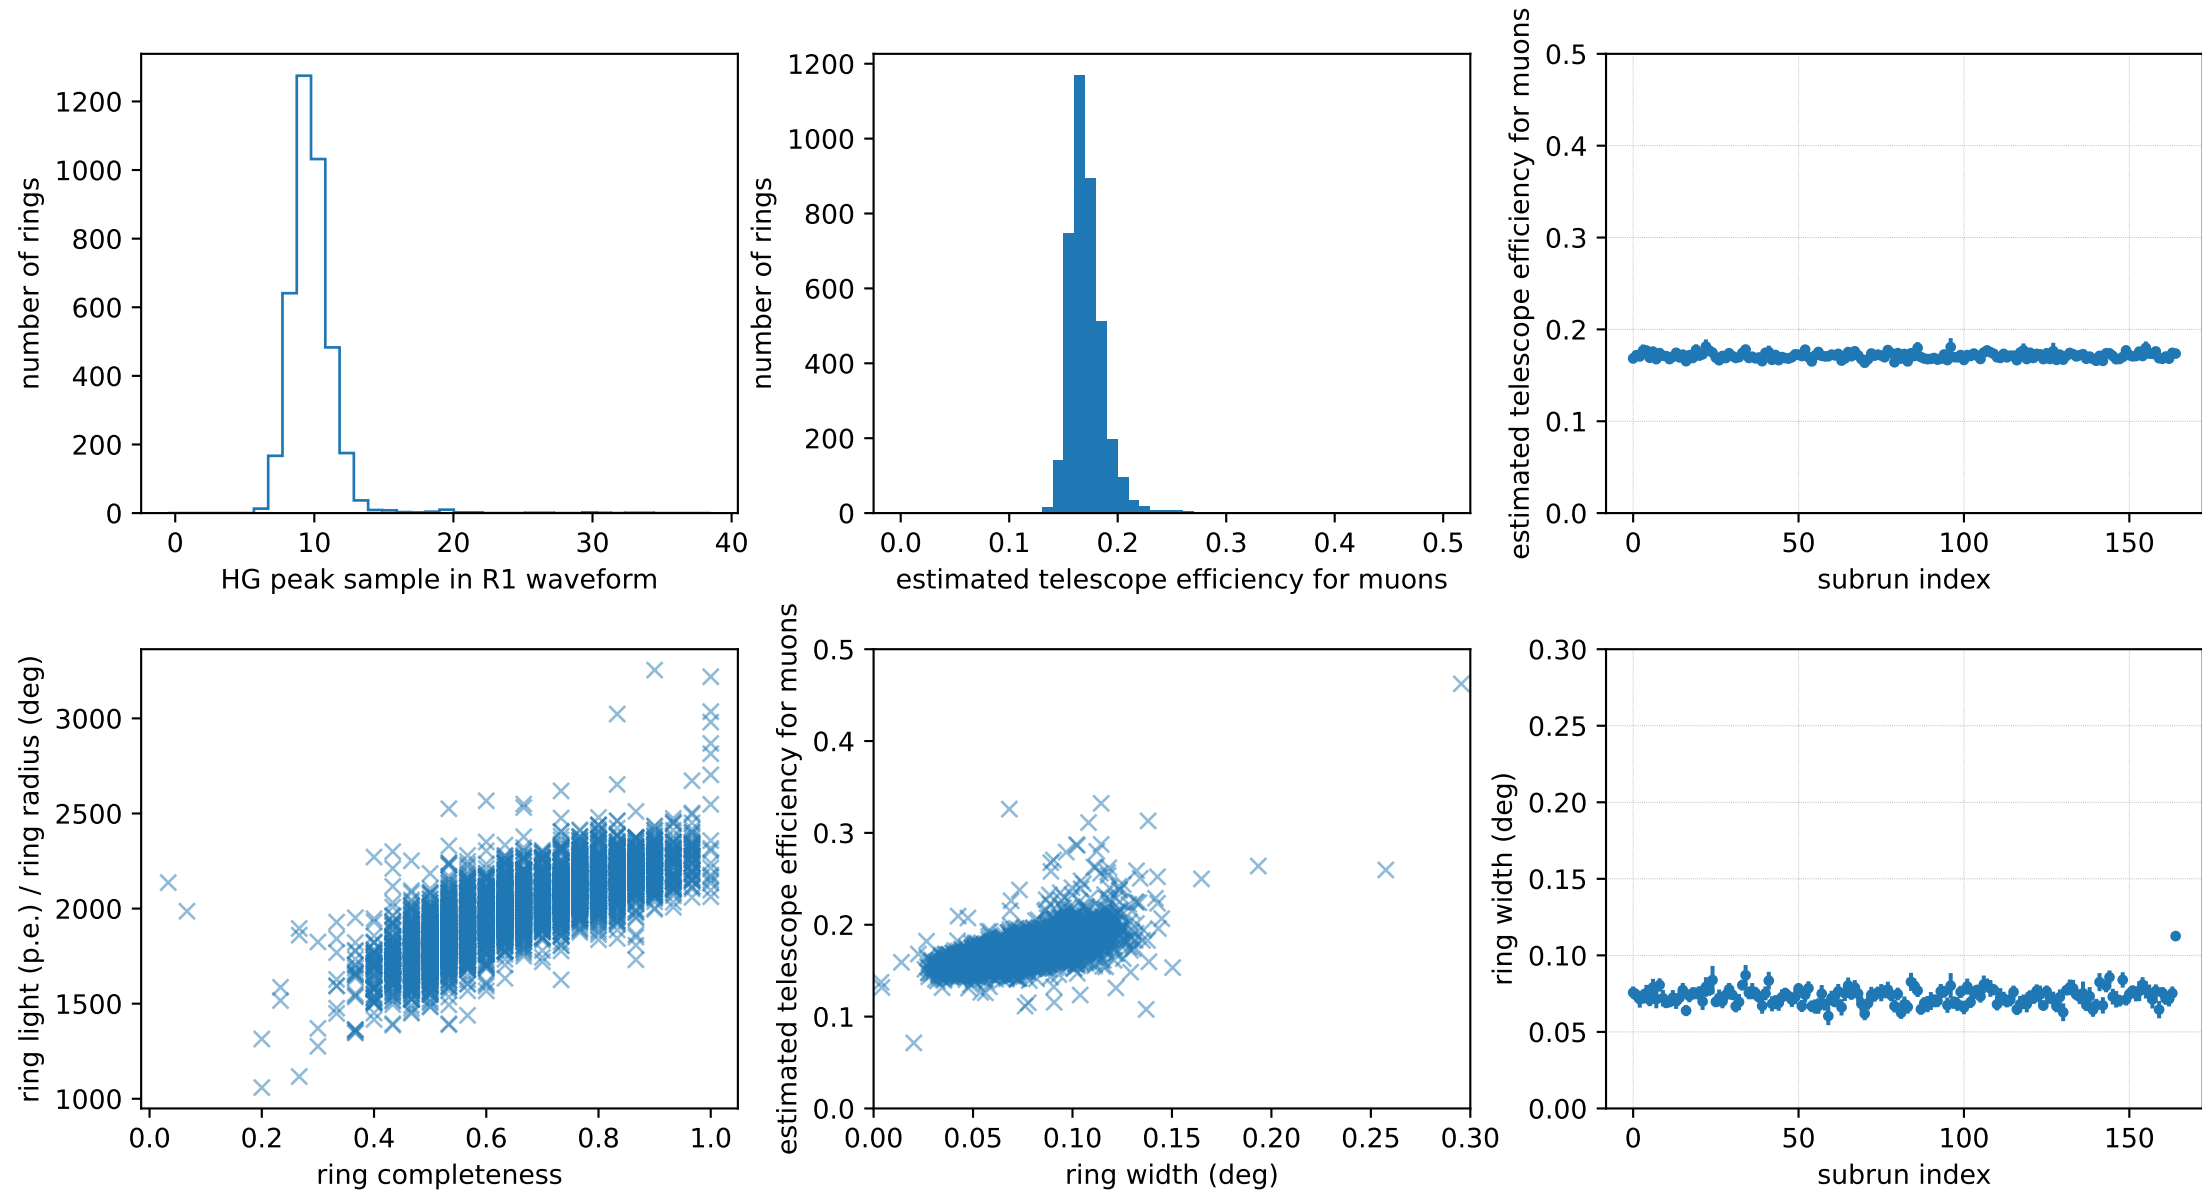 number of rings
1200
1000
800
600
400
200
0
0 10 20 30 40
HG peak sample in R1 waveform
number of rings
1200
1000
800
600
400
200
0
0.0 0.1 0.2 0.3 0.4 0.5
estimated telescope efficiency for muons
estimated telescope efficiency for muons
0.5
0.4
0.3
0.2
0.1
0.0
0 50 100 150
subrun index
ring light (p.e.) / ring radius (deg)
3000
2500
2000
1500
1000
0.0 0.2 0.4 0.6 0.8 1.0
ring completeness
estimated telescope efficiency for muons
0.5
0.4
0.3
0.2
0.1
0.0
0.00 0.05 0.10 0.15 0.20 0.25 0.30
ring width (deg)
ring width (deg)
0.30
0.25
0.20
0.15
0.10
0.05
0.00
0 50 100 150
subrun index